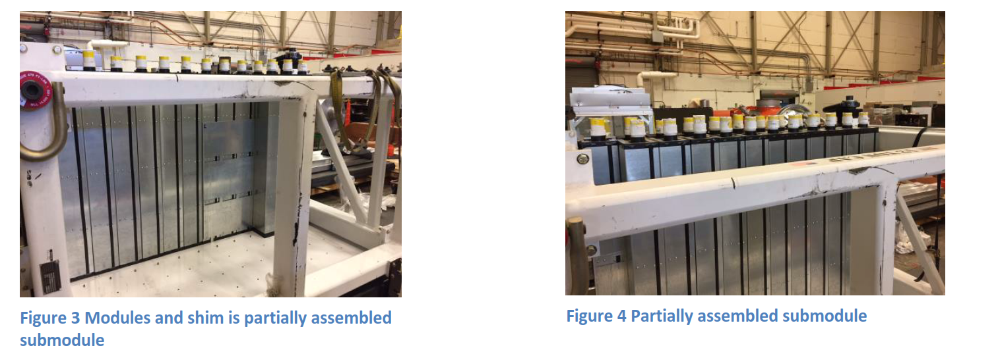 Figure 3 Modules and shim is partially assembled
submodule
Figure 4 Partially assembled submodule